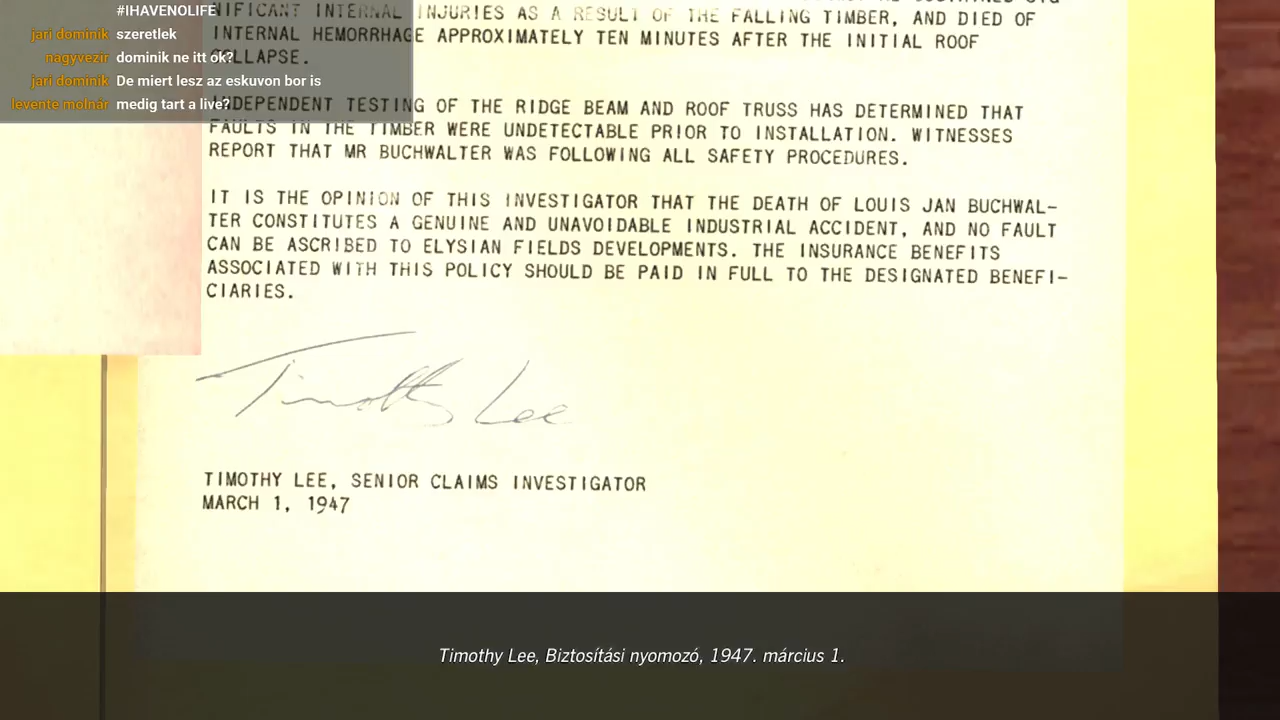 #IHAVENOLIFE
jari dominik szeretlek
nagyvezir dominik ne itt ok?
jari dominik De miert lesz az eskuvon bor is
levente molnár medig tart a live?
NIFICANT INTERNAL INJURIES AS A RESULT OF THE FALLING TIMBER, AND DIED OF
INTERNAL HEMORRHAGE APPROXIMATELY TEN MINUTES AFTER THE INITIAL ROOF
COLLAPSE.
INDEPENDENT TESTING OF THE RIDGE BEAM AND ROOF TRUSS HAS DETERMINED THAT
FAULTS IN THE TIMBER WERE UNDETECTABLE PRIOR TO INSTALLATION. WITNESSES
REPORT THAT MR BUCHWALTER WAS FOLLOWING ALL SAFETY PROCEDURES.
IT IS THE OPINION OF THIS INVESTIGATOR THAT THE DEATH OF LOUIS JAN BUCHWAL-
TER CONSTITUTES A GENUINE AND UNAVOIDABLE INDUSTRIAL ACCIDENT, AND NO FAULT
CAN BE ASCRIBED TO ELYSIAN FIELDS DEVELOPMENTS. THE INSURANCE BENEFITS
ASSOCIATED WITH THIS POLICY SHOULD BE PAID IN FULL TO THE DESIGNATED BENEFI-
CIARIES.
Timothy Lee
TIMOTHY LEE, SENIOR CLAIMS INVESTIGATOR
MARCH 1, 1947
Timothy Lee, Biztosítási nyomozó, 1947. március 1.